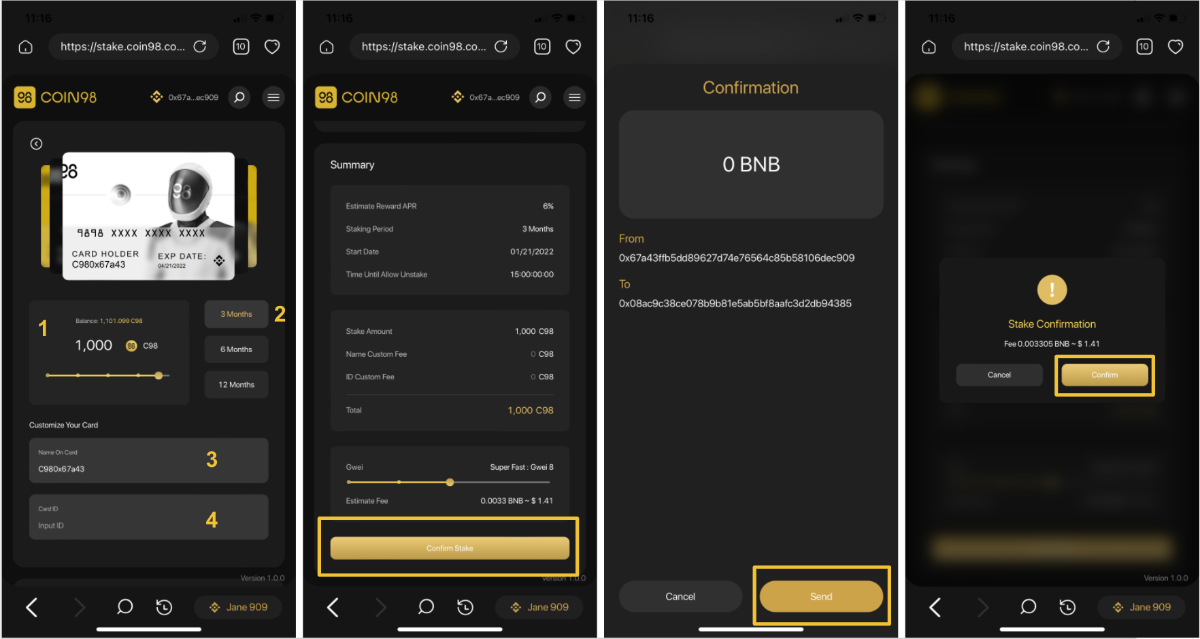 11:16
https://stake.coin98.co...
10
98 COIN98
0x67a...ec909
98
9898 XXXX XXXX XXXX
CARD HOLDER
C980x67a43
EXP DATE:
04/21/2022
1
Balance: 1,101.099 C98
1,000 C98
3 Months
2
6 Months
12 Months
Customize Your Card
Name On Card
C980x67a43
3
Card ID
Input ID
4
Version 1.0.0
Jane 909
11:16
https://stake.coin98.co...
10
98 COIN98
0x67a...ec909
Summary
Estimate Reward APR 6%
Staking Period 3 Months
Start Date 01/21/2022
Time Until Allow Unstake 15:00:00:00
Stake Amount 1,000 C98
Name Custom Fee 0 C98
ID Custom Fee 0 C98
Total 1,000 C98
Gwei Super Fast : Gwei 8
Estimate Fee 0.0033 BNB ~ $ 1.41
Confirm Stake
Version 1.0.0
Jane 909
11:16
Confirmation
0 BNB
From
0x67a43ffb5dd89627d74e76564c85b58106dec909
To
0x08ac9c38ce078b9b81e5ab5bf8aafc3d2db94385
Cancel
Send
11:16
https://stake.coin98.co...
10
Stake Confirmation
Fee 0.003305 BNB ~ $ 1.41
Cancel
Confirm
Version 1.0.0
Jane 909